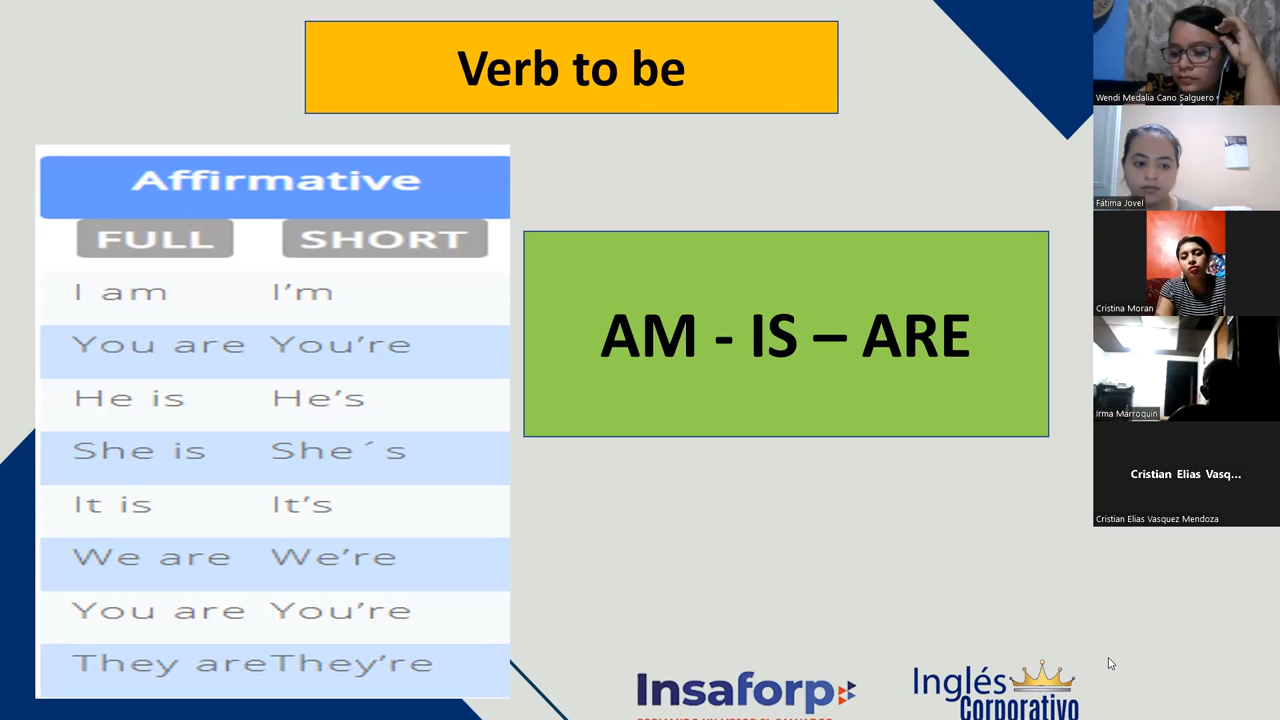 Verb to be
Affirmative
FULL SHORT
I am I'm
You are You're
He is He's
She is She´s
It is It's
We are We're
You are You're
They are They're
AM - IS – ARE
Insaforp
Inglés
Corporativo
Wendi Medalia Cano Salguero
Fátima Jovel
Cristina Moran
Irma Marroquin
Cristian Elias Vasq...
Cristian Elias Vasquez Mendoza